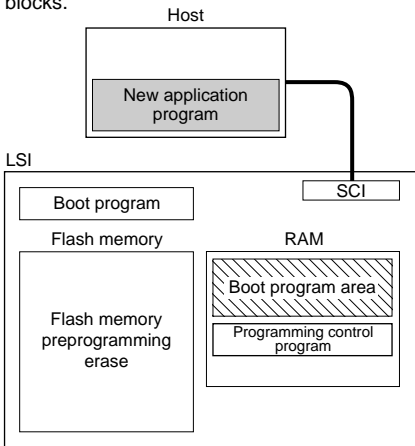 blocks.
Host
New application
program
LSI
SCI
Boot program
Flash memory
RAM
Boot program area
Flash memory
preprogramming
erase
Programming control
program